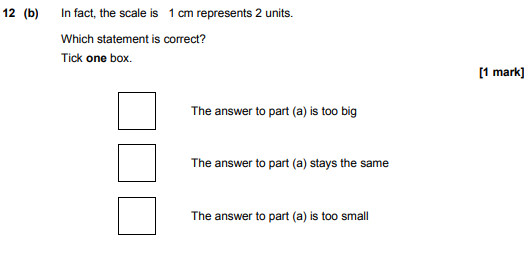 12 (b) In fact, the scale is 1 cm represents 2 units.
Which statement is correct?
Tick one box.
[1 mark]
The answer to part (a) is too big
The answer to part (a) stays the same
The answer to part (a) is too small